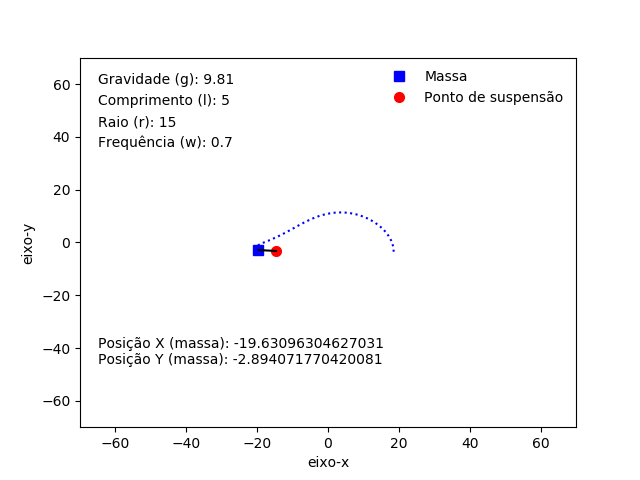 Gravidade (g): 9.81
Comprimento (l): 5
Raio (r): 15
Frequência (w): 0.7
Massa
Ponto de suspensão
Posição X (massa): -19.63096304627031
Posição Y (massa): -2.894071770420081
eixo-y
60
40
20
0
−20
−40
−60
−60
−40
−20
0
20
40
60
eixo-x